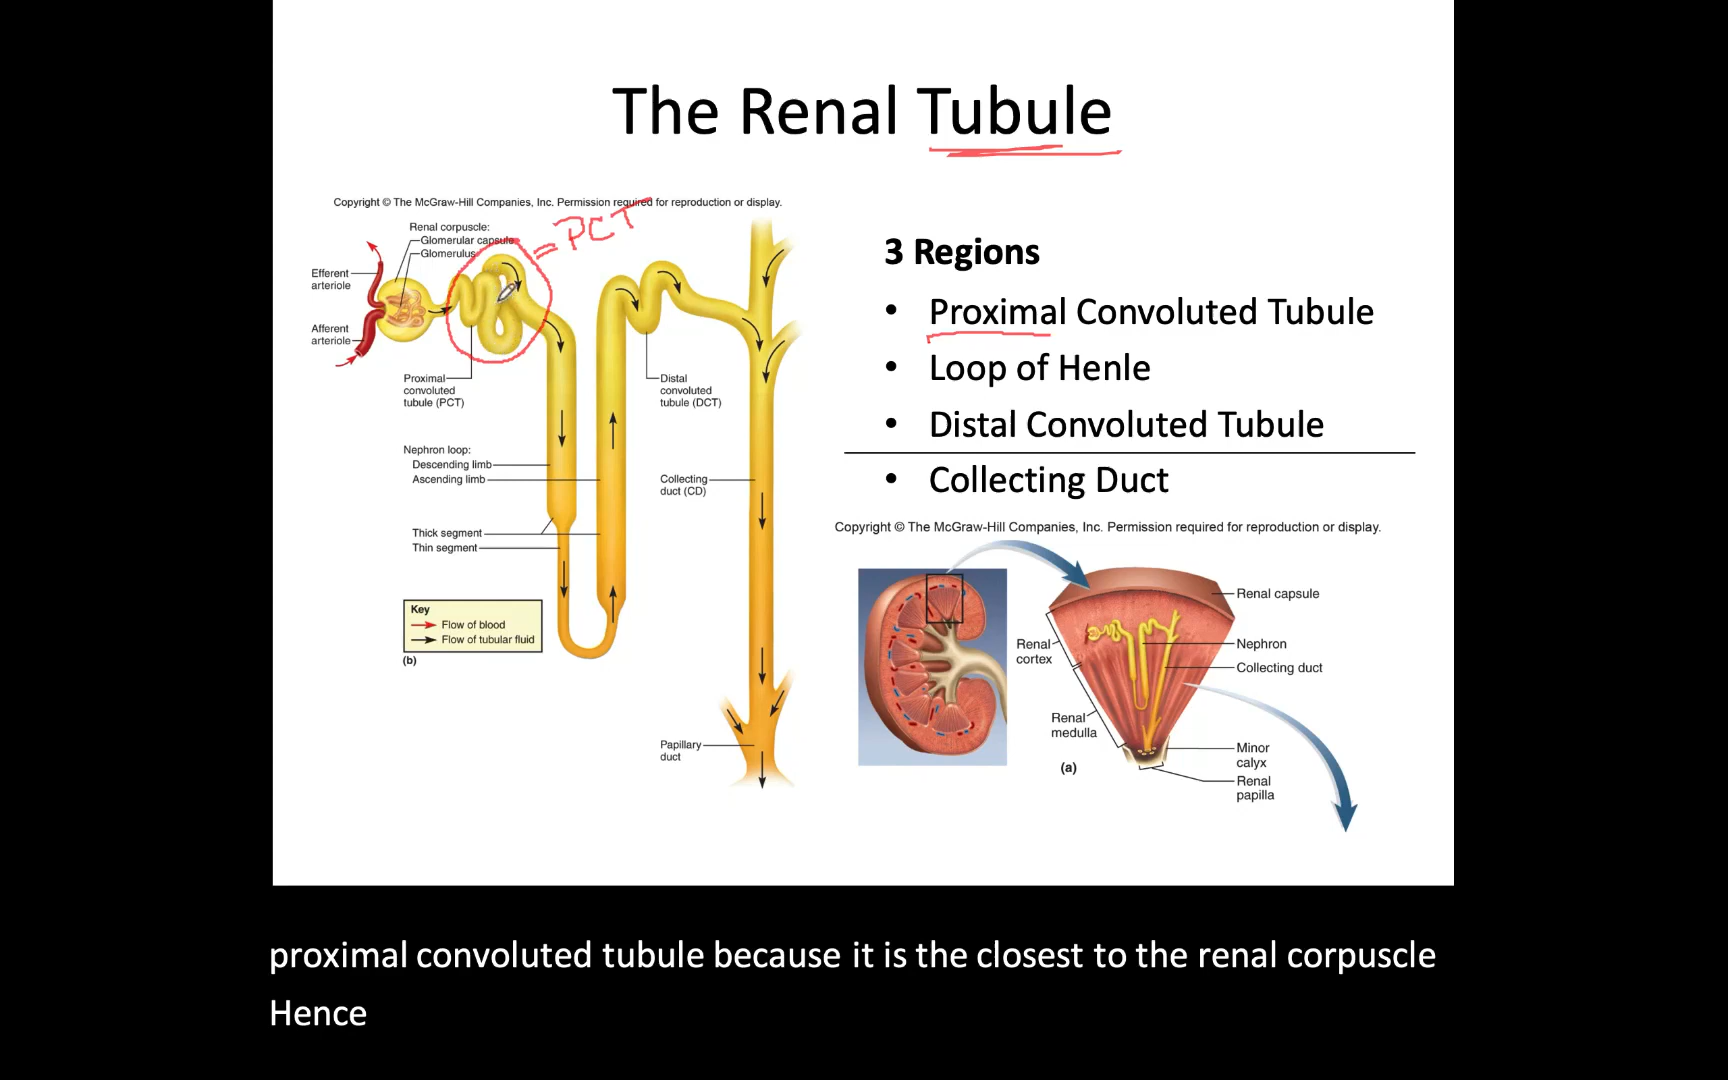 The Renal Tubule
Copyright © The McGraw-Hill Companies, Inc. Permission required for reproduction or display.
= PCT
Renal corpuscle:
Glomerular capsule
Glomerulus
Efferent
arteriole
Afferent
arteriole
Proximal
convoluted
tubule (PCT)
Distal
convoluted
tubule (DCT)
Nephron loop:
Descending limb
Ascending limb
Collecting
duct (CD)
Thick segment
Thin segment
Key
Flow of blood
Flow of tubular fluid
(b)
Papillary
duct
3 Regions
• Proximal Convoluted Tubule
• Loop of Henle
• Distal Convoluted Tubule
• Collecting Duct
Copyright © The McGraw-Hill Companies, Inc. Permission required for reproduction or display.
Renal capsule
Renal
cortex
Nephron
Collecting duct
Renal
medulla
Minor
calyx
(a)
Renal
papilla
proximal convoluted tubule because it is the closest to the renal corpuscle
Hence